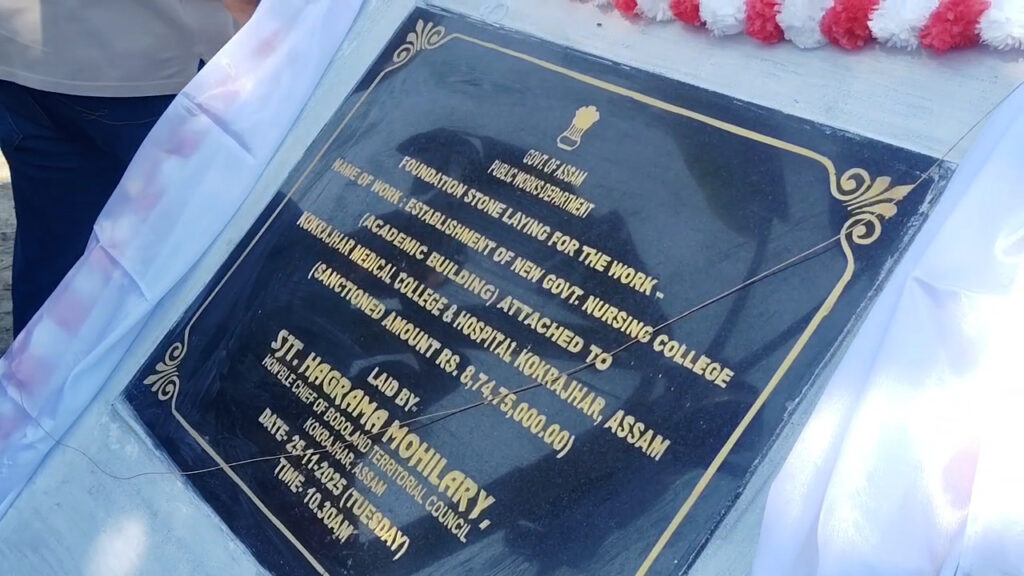 GOVT. OF ASSAM
PUBLIC WORKS DEPARTMENT
FOUNDATION STONE LAYING FOR THE WORK -
NAME OF WORK : ESTABLISHMENT OF NEW GOVT. NURSING COLLEGE
(ACADEMIC BUILDING) ATTACHED TO
KOKRAJHAR MEDICAL COLLEGE & HOSPITAL KOKRAJHAR, ASSAM
(SANCTIONED AMOUNT RS. 8,74,75,000.00)
LAID BY-
SJT. HAGRAMA MOHILARY,
HON'BLE CHIEF OF BODOLAND TERRITORIAL COUNCIL
KOKRAJHAR, ASSAM
DATE- 25-11-2025 (TUESDAY)
TIME- 10.30AM